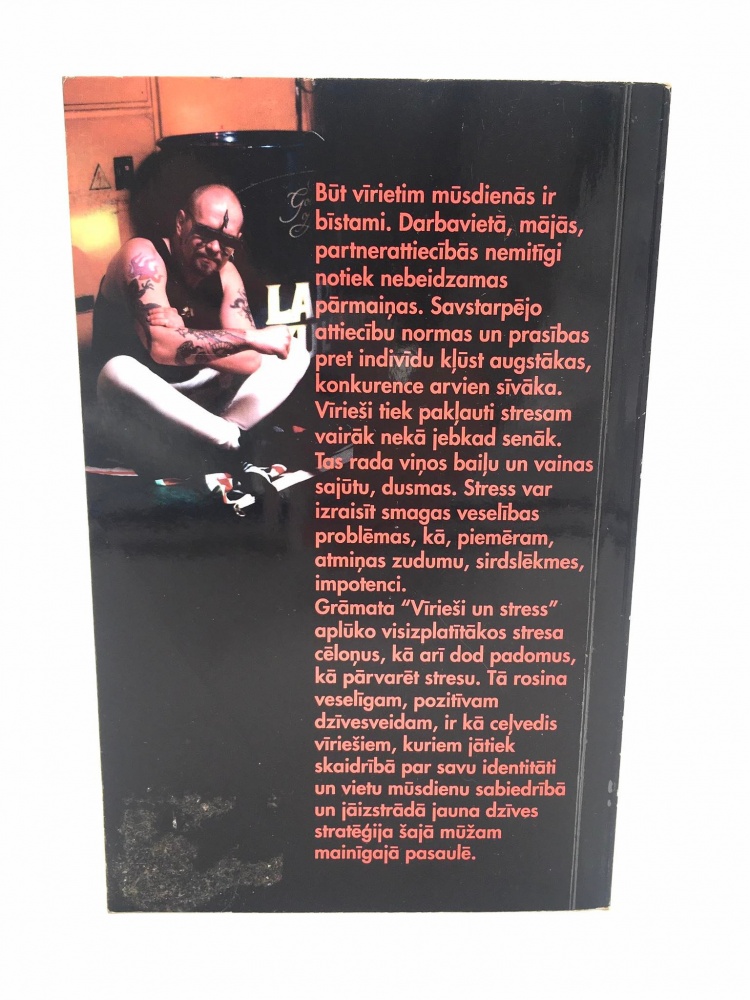 Būt vīrietim mūsdienās ir
bīstami. Darbavietā, mājās,
partnerattiecībās nemitīgi
notiek nebeidzamas
pārmaiņas. Savstarpējo
attiecību normas un prasības
pret indivīdu kļūst augstākas,
konkurence arvien sīvāka.
Vīrieši tiek pakļauti stresam
vairāk nekā jebkad senāk.
Tas rada viņos baiļu un vainas
sajūtu, dusmas. Stress var
izraisīt smagas veselības
problēmas, kā, piemēram,
atmiņas zudumu, sirdslēkmes,
impotenci.
Grāmata “Vīrieši un stress”
aplūko visizplatītākos stresa
cēloņus, kā arī dod padomus,
kā pārvarēt stresu. Tā rosina
veselīgam, pozitīvam
dzīvesveidam, ir kā ceļvedis
vīriešiem, kuriem jātiek
skaidrībā par savu identitāti
un vietu mūsdienu sabiedrībā
un jāizstrādā jauna dzīves
stratēģija šajā mūžam
mainīgajā pasaulē.
LA